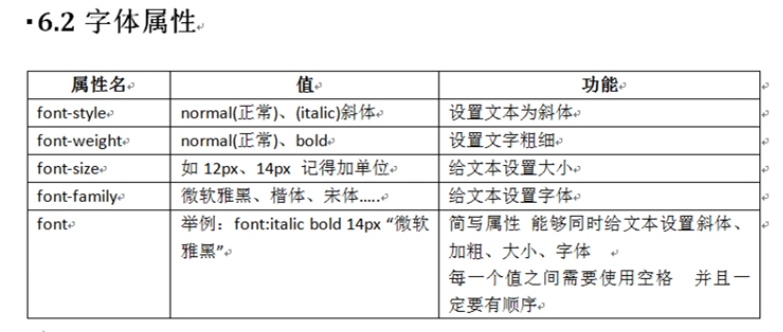 ▪6.2 字体属性
属性名 值 功能
font-style normal(正常)、(italic)斜体 设置文本为斜体
font-weight normal(正常)、bold 设置文字粗细
font-size 如 12px、14px 记得加单位 给文本设置大小
font-family 微软雅黑、楷体、宋体….. 给文本设置字体
font 举例：font:italic bold 14px “微软 简写属性 能够同时给文本设置斜体、
雅黑” 加粗、大小、字体
每一个值之间需要使用空格 并且一
定要有顺序